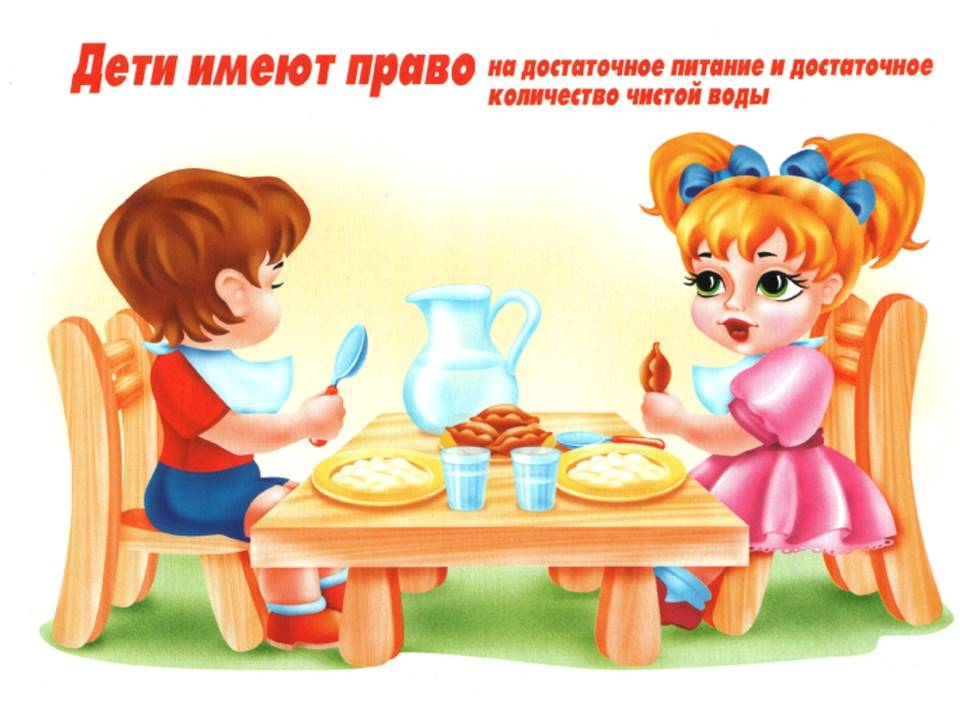 Дети имеют право на достаточное питание и достаточное
количество чистой воды